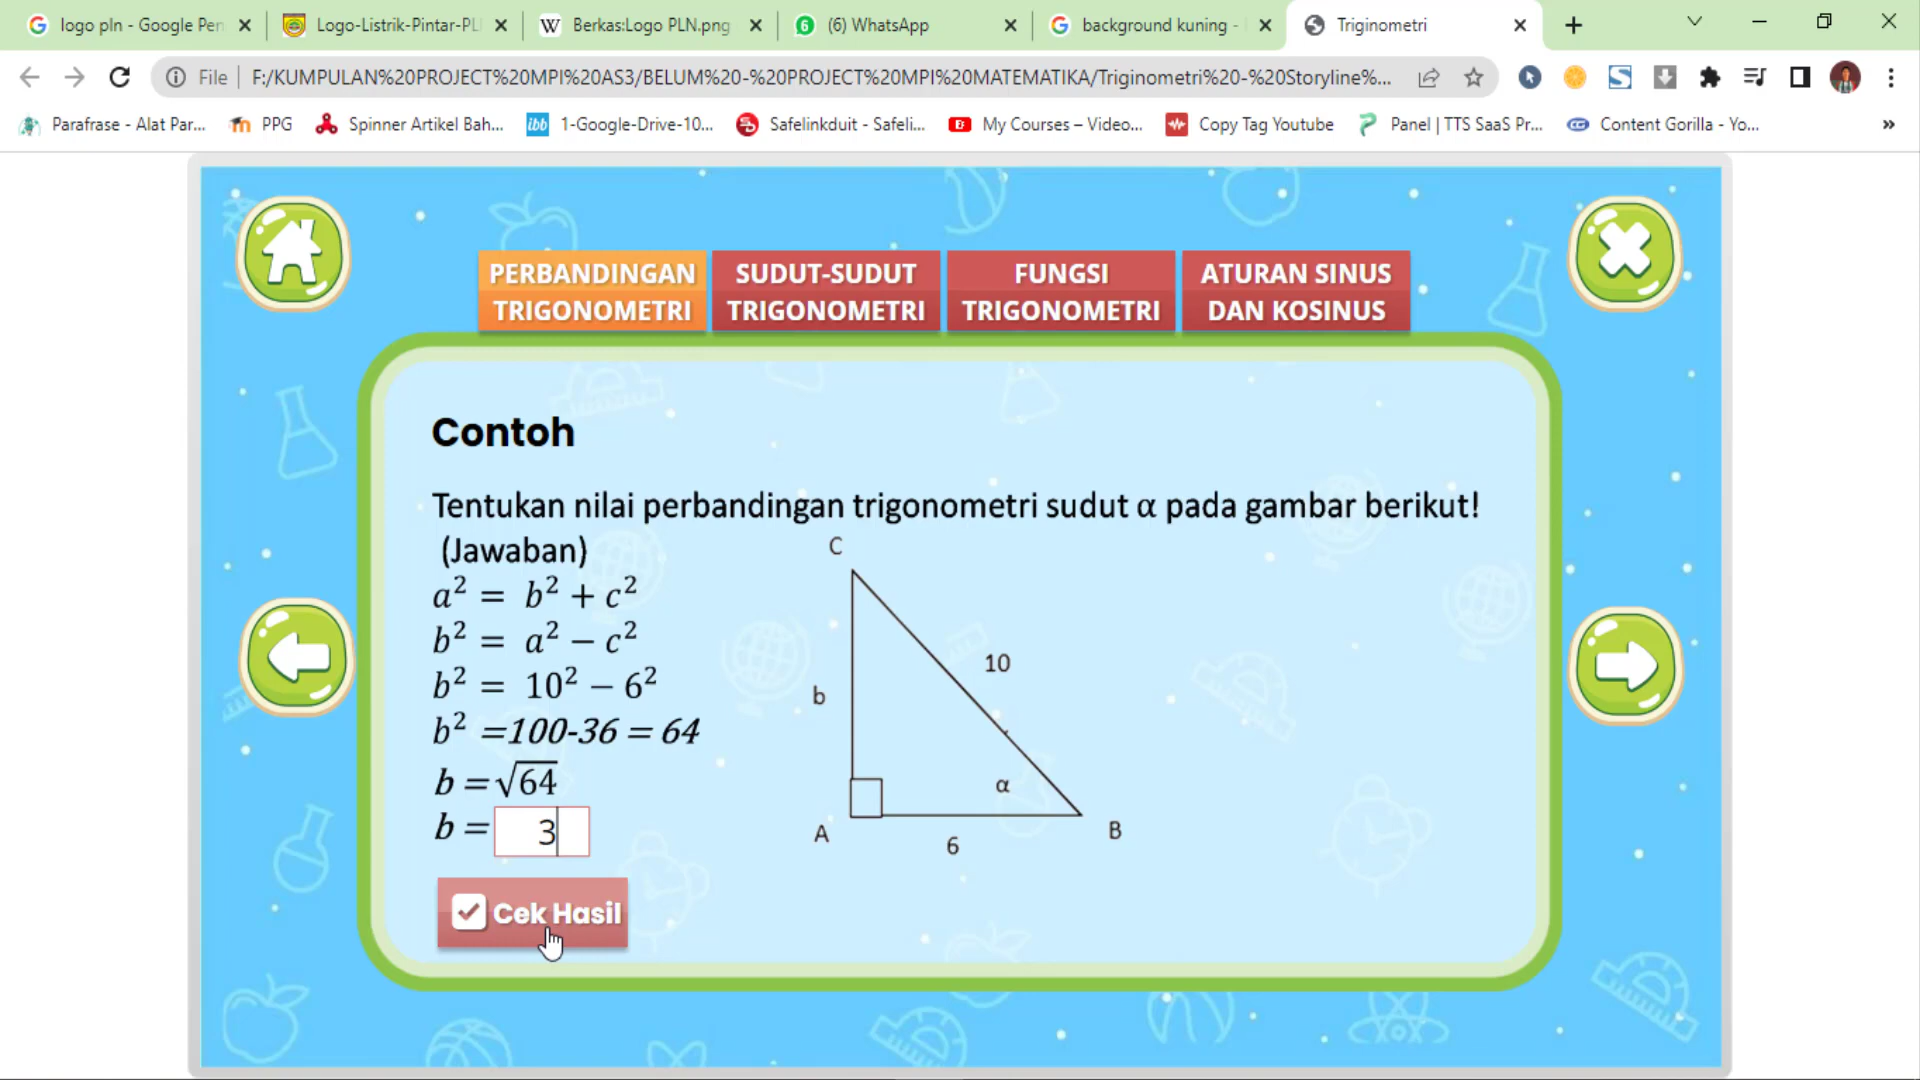 logo pln - Google Pen
Logo-Listrik-Pintar-PL
Berkas:Logo PLN.png
(6) WhatsApp
background kuning -
Triginometri
File
F:/KUMPULAN%20PROJECT%20MPI%20AS3/BELUM%20-%20PROJECT%20MPI%20MATEMATIKA/Triginometri%20-%20Storyline%...
Parafrase - Alat Par...
PPG
Spinner Artikel Bah...
ibb 1-Google-Drive-10...
Safelinkduit - Safeli...
My Courses – Video...
Copy Tag Youtube
Panel | TTS SaaS Pr...
Content Gorilla - Yo...
»
PERBANDINGAN
TRIGONOMETRI
SUDUT-SUDUT
TRIGONOMETRI
FUNGSI
TRIGONOMETRI
ATURAN SINUS
DAN KOSINUS
Contoh
Tentukan nilai perbandingan trigonometri sudut α pada gambar berikut!
(Jawaban)
a² = b² + c²
b² = a² − c²
b² = 10² − 6²
b² =100-36 = 64
b =√64
b = 3
C
10
b
α
A
B
6
Cek Hasil